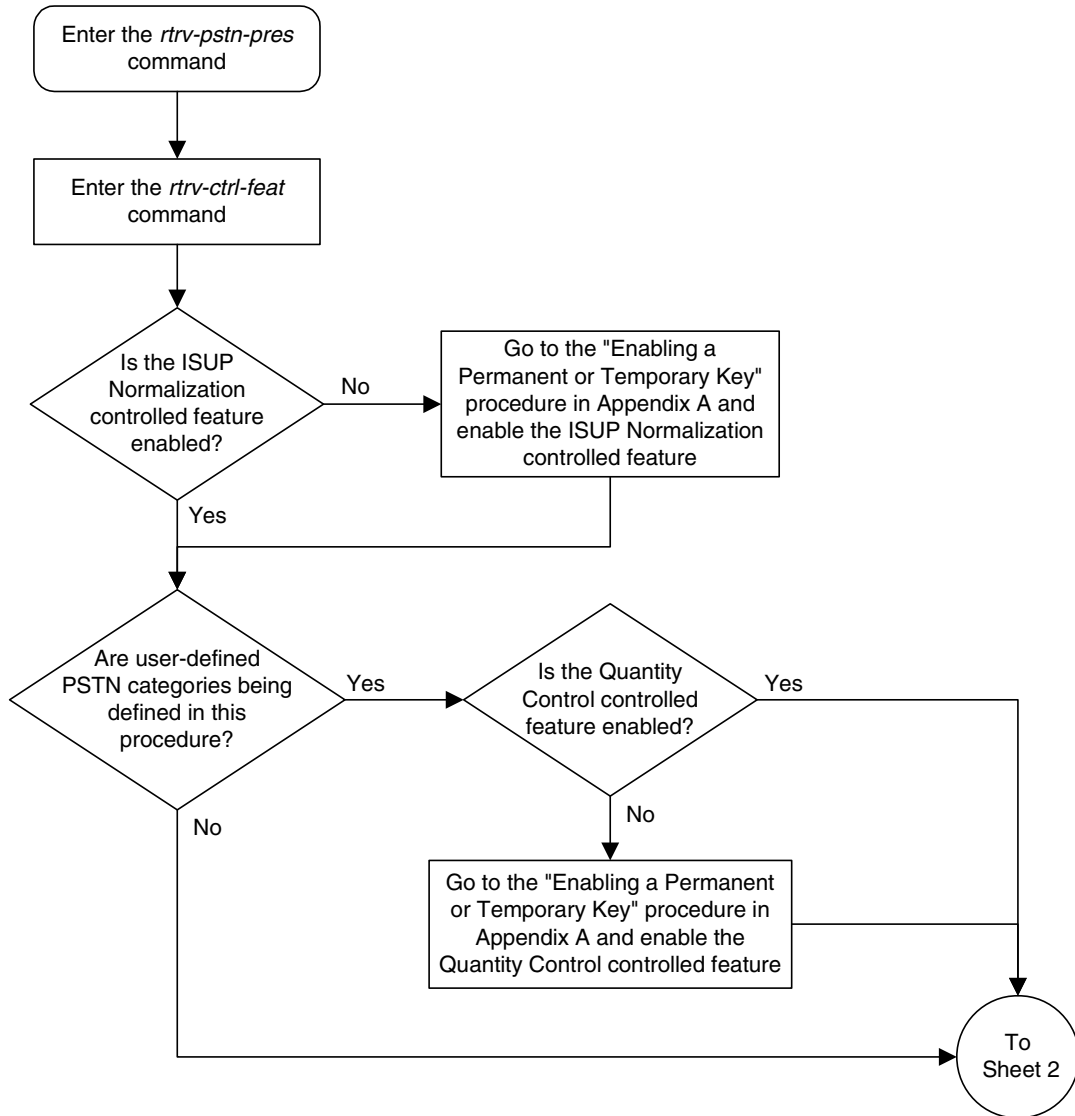 Enter the rtrv-pstn-pres
command
Enter the rtrv-ctrl-feat
command
Is the ISUP
Normalization
controlled feature
enabled?
No
Go to the "Enabling a
Permanent or Temporary Key"
procedure in Appendix A and
enable the ISUP Normalization
controlled feature
Yes
Are user-defined
PSTN categories being
defined in this
procedure?
Yes
Is the Quantity
Control controlled
feature enabled?
Yes
No
No
Go to the "Enabling a Permanent
or Temporary Key" procedure in
Appendix A and enable the
Quantity Control controlled feature
To
Sheet 2